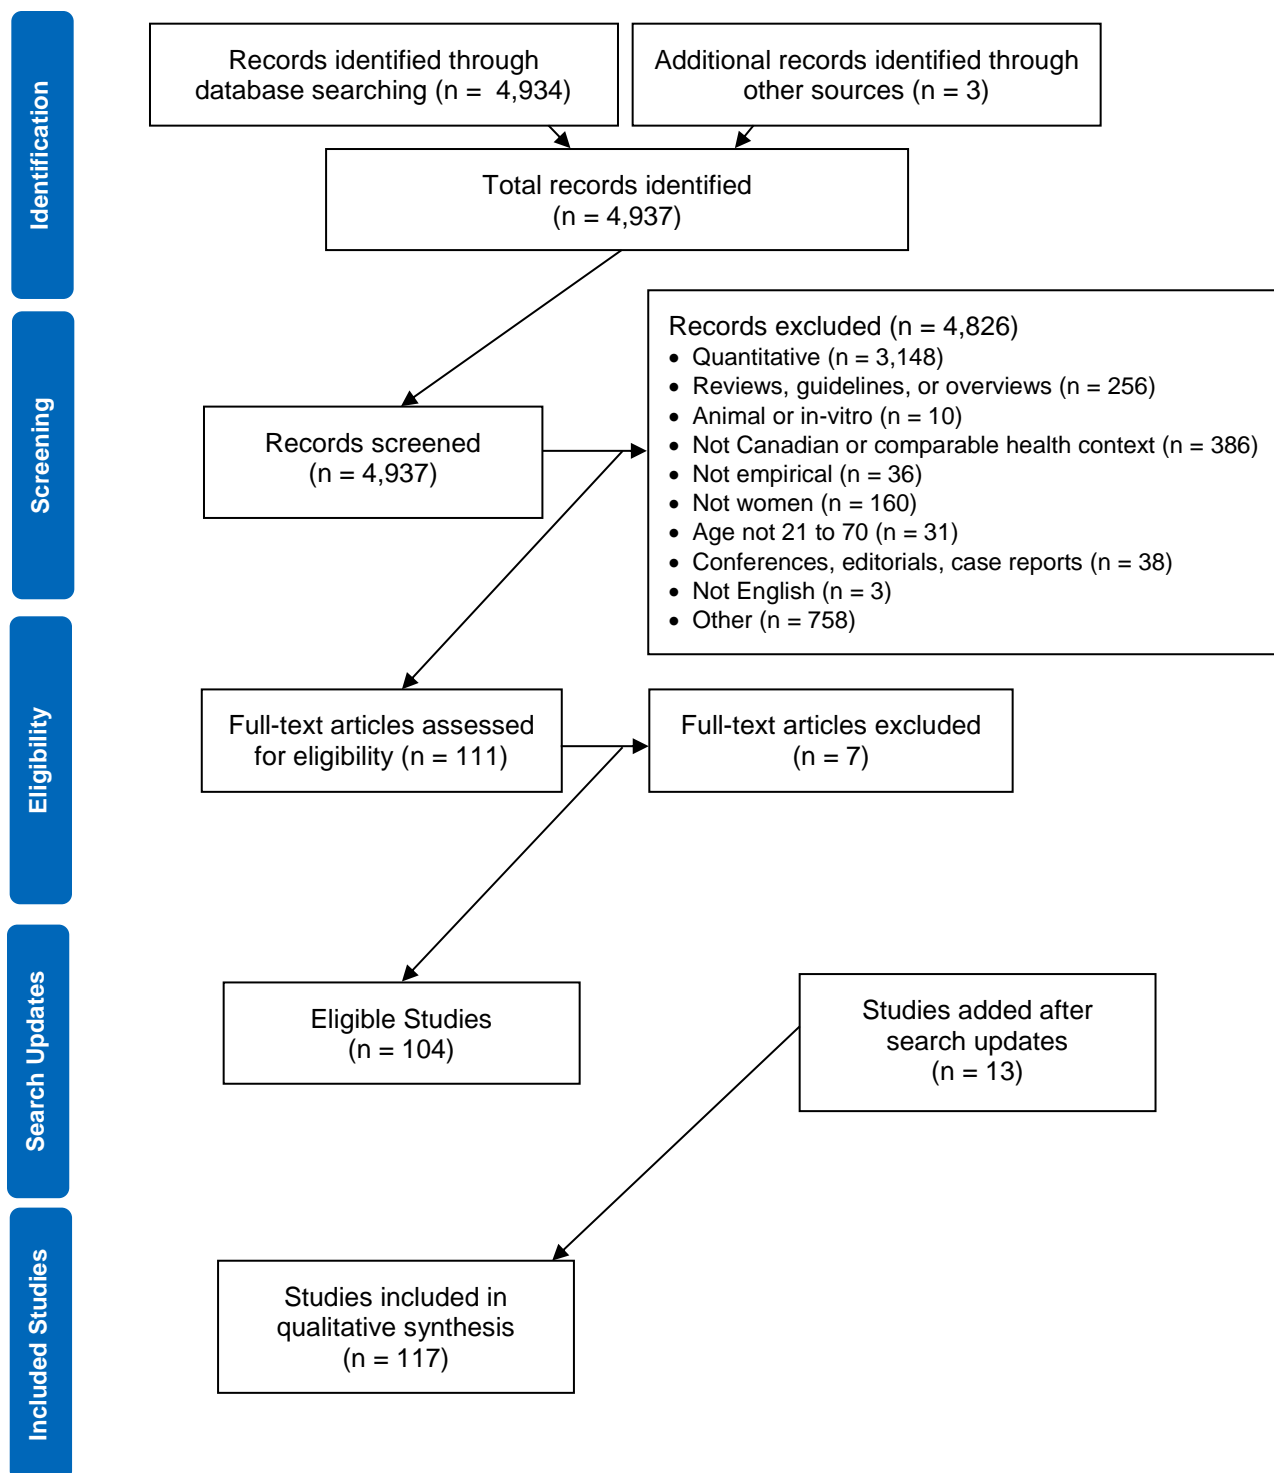 Identification
Records identified through
database searching (n =  4,934)
Additional records identified through
other sources (n = 3)
Total records identified
(n = 4,937)
Screening
Records screened
(n = 4,937)
Records excluded (n = 4,826)
• Quantitative (n = 3,148)
• Reviews, guidelines, or overviews (n = 256)
• Animal or in-vitro (n = 10)
• Not Canadian or comparable health context (n = 386)
• Not empirical (n = 36)
• Not women (n = 160)
• Age not 21 to 70 (n = 31)
• Conferences, editorials, case reports (n = 38)
• Not English (n = 3)
• Other (n = 758)
Eligibility
Full-text articles assessed
for eligibility (n = 111)
Full-text articles excluded
(n = 7)
Search Updates
Eligible Studies
(n = 104)
Studies added after
search updates
(n = 13)
Included Studies
Studies included in
qualitative synthesis
(n = 117)